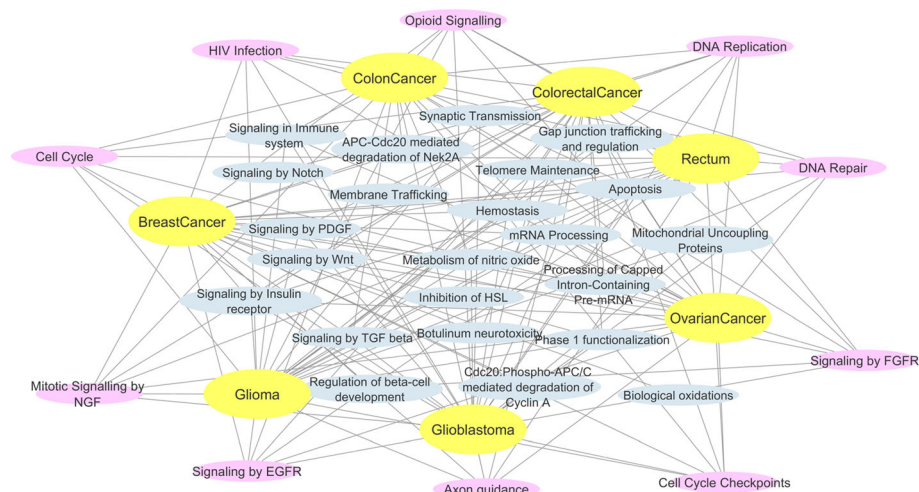 Opioid Signalling
HIV Infection
DNA Replication
ColonCancer
ColorectalCancer
Synaptic Transmission
Signaling in Immune
system
APC-Cdc20 mediated
degradation of Nek2A
Gap junction trafficking
and regulation
Cell Cycle
Rectum
DNA Repair
Signaling by Notch
Telomere Maintenance
Membrane Trafficking
Apoptosis
BreastCancer
Hemostasis
Signaling by PDGF
mRNA Processing
Mitochondrial Uncoupling
Proteins
Signaling by Wnt
Metabolism of nitric oxide
Processing of Capped
Intron-Containing
Pre-mRNA
Signaling by Insulin
receptor
Inhibition of HSL
OvarianCancer
Signaling by TGF beta
Botulinum neurotoxicity
Phase 1 functionalization
Signaling by FGFR
Mitotic Signalling by
NGF
Glioma
Regulation of beta-cell
development
Cdc20:Phospho-APC/C
mediated degradation of
Cyclin A
Biological oxidations
Glioblastoma
Signaling by EGFR
Axon guidance
Cell Cycle Checkpoints